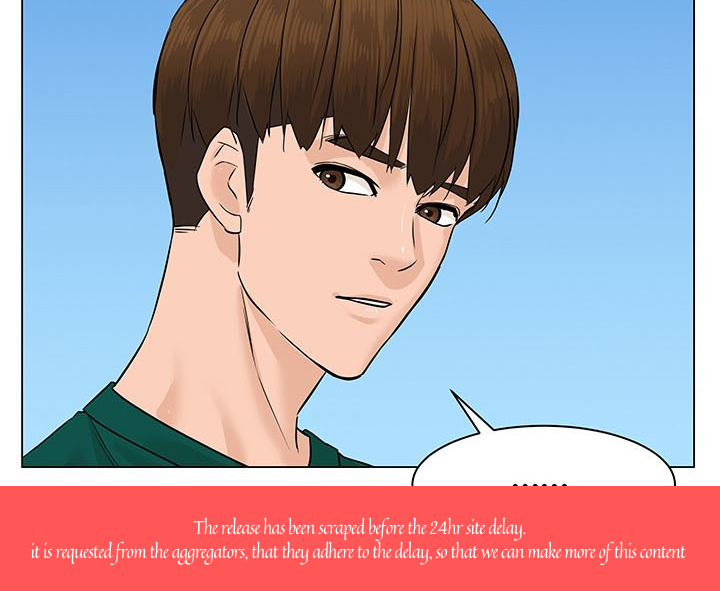 ......
The release has been scraped before the 24hr site delay.
it is requested from the aggregators, that they adhere to the delay, so that we can make more of this content